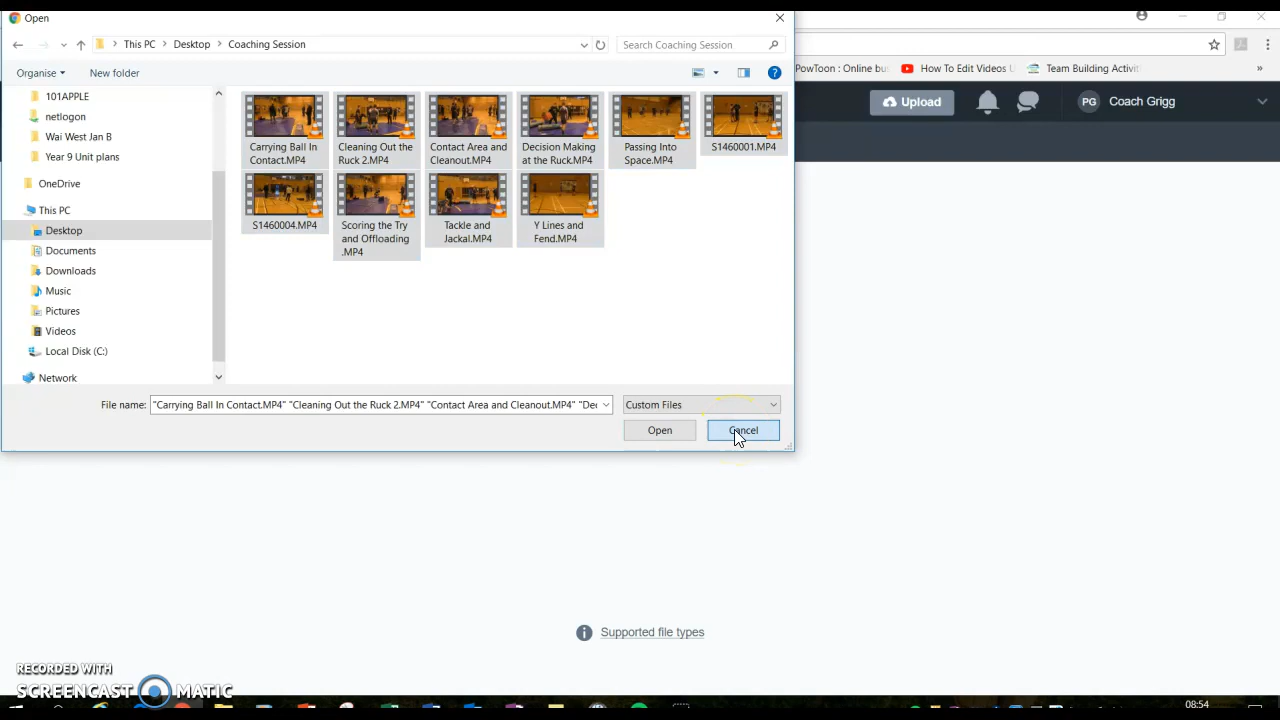 Open
This PC > Desktop > Coaching Session
Search Coaching Session
Organise
New folder
101APPLE
netlogon
Wai West Jan B
Year 9 Unit plans
OneDrive
This PC
Desktop
Documents
Downloads
Music
Pictures
Videos
Local Disk (C:)
Network
Carrying Ball In
Contact.MP4
Cleaning Out the
Ruck 2.MP4
Contact Area and
Cleanout.MP4
Decision Making
at the Ruck.MP4
Passing Into
Space.MP4
S1460001.MP4
S1460004.MP4
Scoring the Try
and Offloading
.MP4
Tackle and
Jackal.MP4
Y Lines and
Fend.MP4
File name:
"Carrying Ball In Contact.MP4" "Cleaning Out the Ruck 2.MP4" "Contact Area and Cleanout.MP4" "Dec
Custom Files
Open
Cancel
PowToon : Online bus
How To Edit Videos U
Team Building Activit
»
Upload
PG
Coach Grigg
Supported file types
RECORDED WITH
SCREENCAST MATIC
08:54